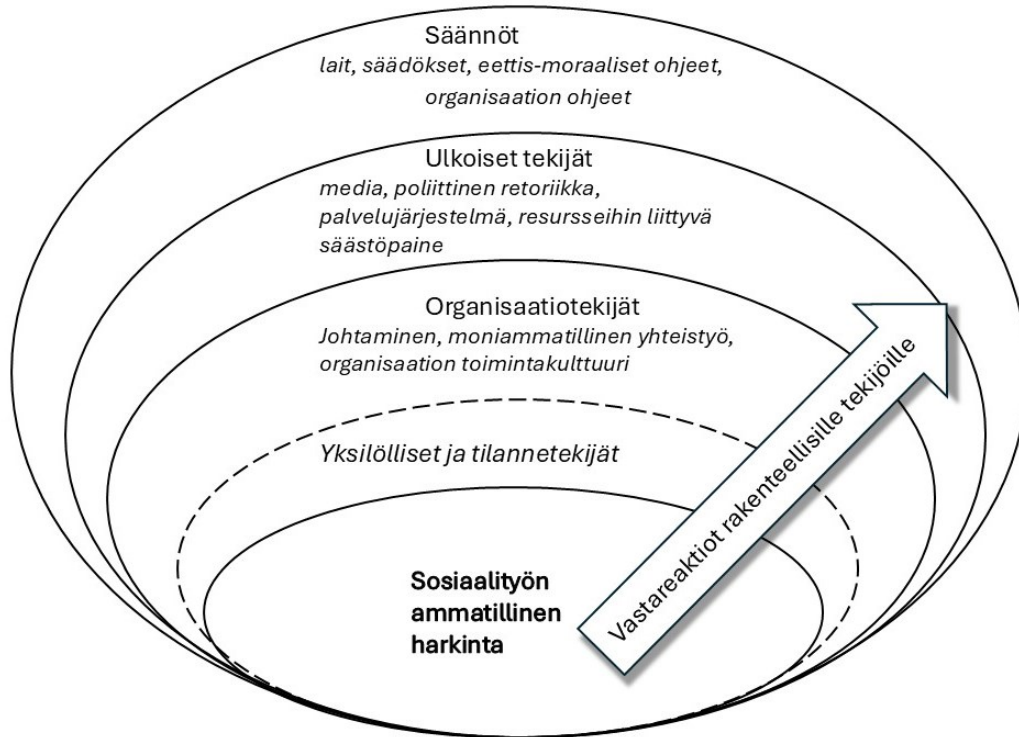 Säännöt
lait, säädökset, eettis-moraaliset ohjeet,
organisaation ohjeet
Ulkoiset tekijät
media, poliittinen retoriikka,
palvelujärjestelmä, resursseihin liittyvä
säästöpaine
Organisaatiotekijät
Johtaminen, moniammatillinen yhteistyö,
organisaation toimintakulttuuri
Yksilölliset ja tilannetekijät
Sosiaalityön
ammatillinen
harkinta
Vastareaktiot rakenteellisille tekijöille